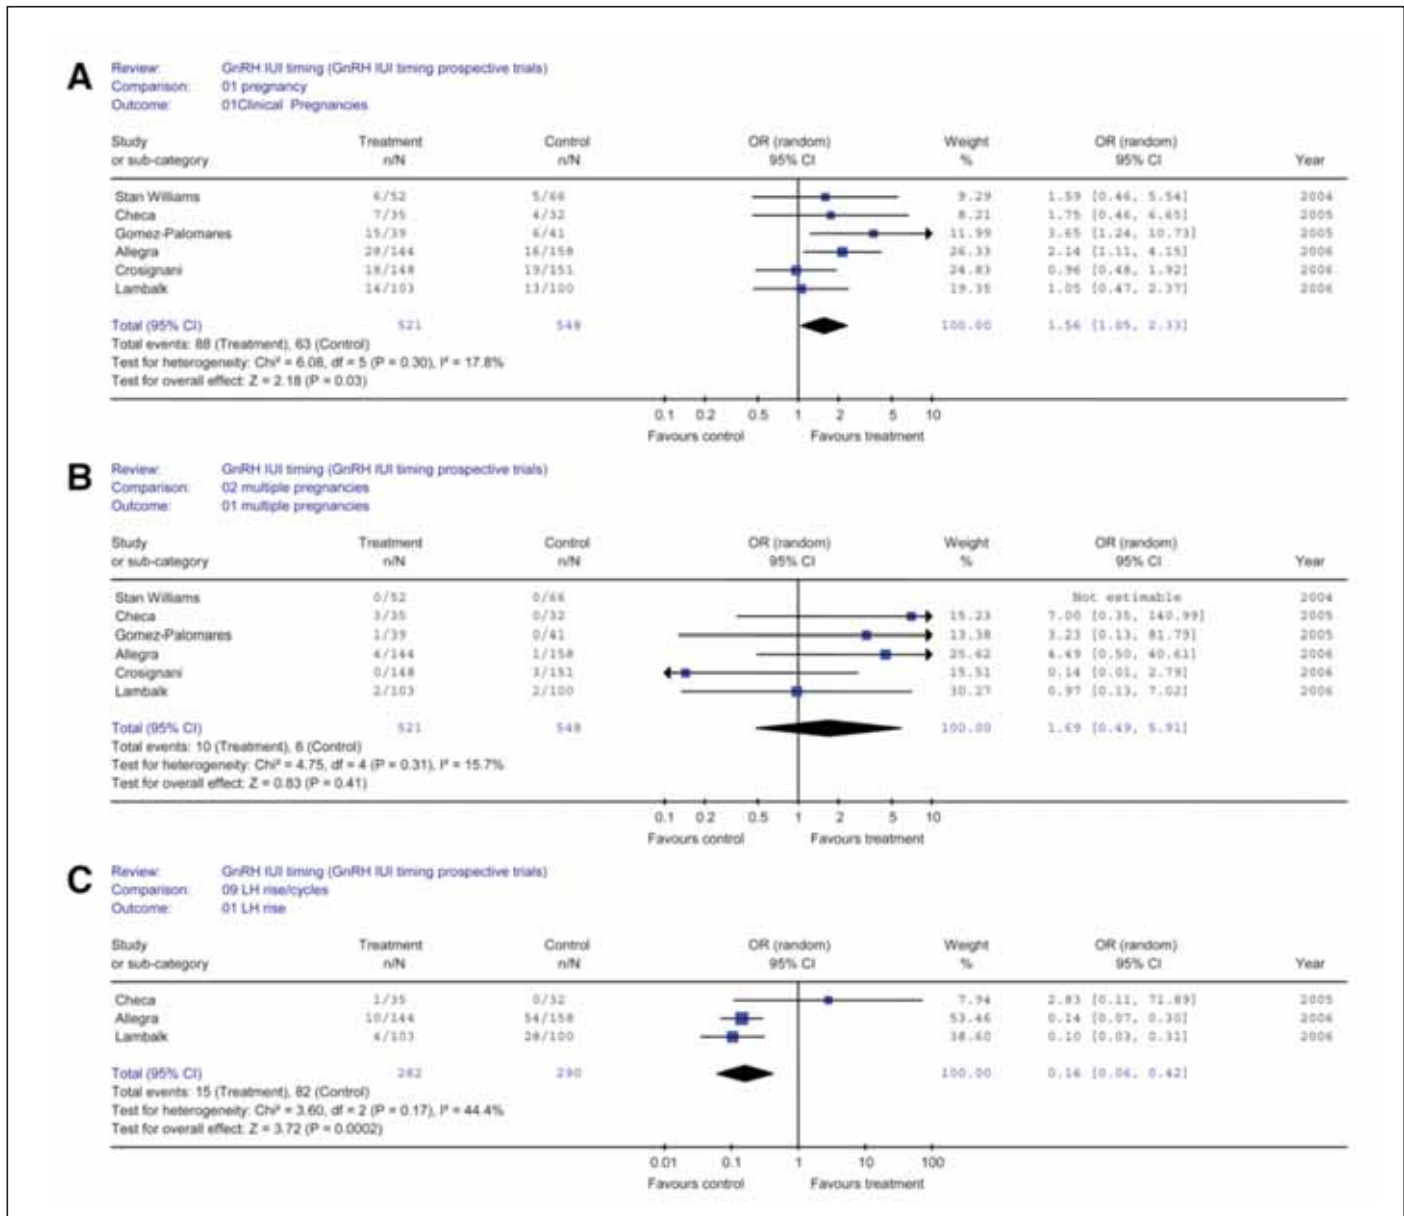 A
Review: GnRH IUI timing (GnRH IUI timing prospective trials)
Comparison: 01 pregnancy
Outcome: 01Clinical Pregnancies
Study Treatment Control OR (random) Weight OR (random)
or sub-category n/N n/N 95% CI % 95% CI Year
Stan Williams 6/52 5/66 9.29 1.59 [0.46, 5.54] 2004
Checa 7/35 4/32 8.21 1.75 [0.46, 6.65] 2005
Gomez-Palomares 15/39 6/41 11.99 3.65 [1.24, 10.73] 2005
Allegra 28/144 16/158 26.33 2.14 [1.11, 4.15] 2006
Crosignani 18/148 19/151 24.83 0.96 [0.48, 1.92] 2006
Lambalk 14/103 13/100 19.35 1.05 [0.47, 2.37] 2006
Total (95% CI) 521 548 100.00 1.56 [1.05, 2.33]
Total events: 88 (Treatment), 63 (Control)
Test for heterogeneity: Chi² = 6.08, df = 5 (P = 0.30), I² = 17.8%
Test for overall effect: Z = 2.18 (P = 0.03)
0.1 0.2 0.5 1 2 5 10
Favours control Favours treatment
B
Review: GnRH IUI timing (GnRH IUI timing prospective trials)
Comparison: 02 multiple pregnancies
Outcome: 01 multiple pregnancies
Study Treatment Control OR (random) Weight OR (random)
or sub-category n/N n/N 95% CI % 95% CI Year
Stan Williams 0/52 0/66 Not estimable 2004
Checa 3/35 0/32 15.23 7.00 [0.35, 140.99] 2005
Gomez-Palomares 1/39 0/41 13.38 3.23 [0.13, 81.79] 2005
Allegra 4/144 1/158 25.62 4.49 [0.50, 40.61] 2006
Crosignani 0/148 3/151 15.51 0.14 [0.01, 2.79] 2006
Lambalk 2/103 2/100 30.27 0.97 [0.13, 7.02] 2006
Total (95% CI) 521 548 100.00 1.69 [0.49, 5.91]
Total events: 10 (Treatment), 6 (Control)
Test for heterogeneity: Chi² = 4.75, df = 4 (P = 0.31), I² = 15.7%
Test for overall effect: Z = 0.83 (P = 0.41)
0.1 0.2 0.5 1 2 5 10
Favours control Favours treatment
C
Review: GnRH IUI timing (GnRH IUI timing prospective trials)
Comparison: 09 LH rise/cycles
Outcome: 01 LH rise
Study Treatment Control OR (random) Weight OR (random)
or sub-category n/N n/N 95% CI % 95% CI Year
Checa 1/35 0/32 7.94 2.83 [0.11, 71.89] 2005
Allegra 10/144 54/158 53.46 0.14 [0.07, 0.30] 2006
Lambalk 4/103 28/100 38.60 0.10 [0.03, 0.31] 2006
Total (95% CI) 282 290 100.00 0.16 [0.06, 0.42]
Total events: 15 (Treatment), 82 (Control)
Test for heterogeneity: Chi² = 3.60, df = 2 (P = 0.17), I² = 44.4%
Test for overall effect: Z = 3.72 (P = 0.0002)
0.01 0.1 1 10 100
Favours control Favours treatment